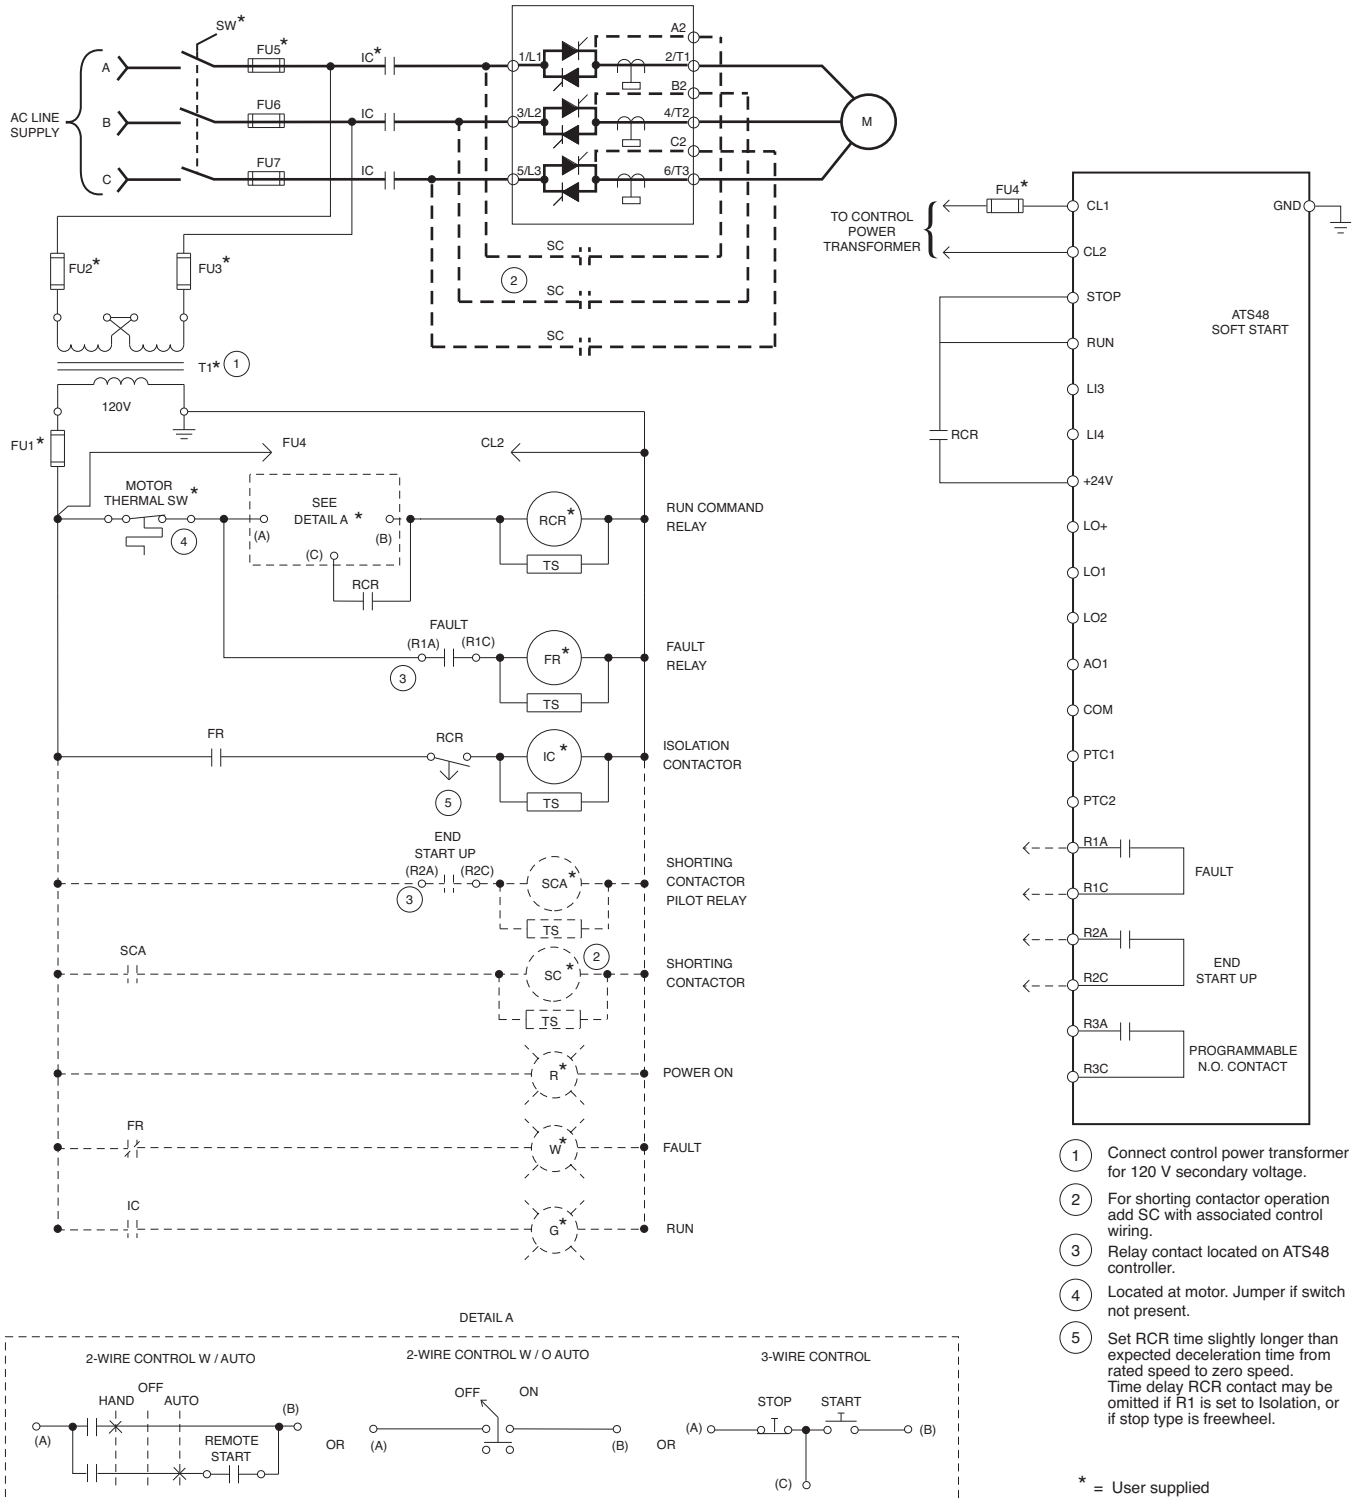 SW*
FU5*
IC*
A2
1/L1
2/T1
A
B2
FU6
IC
AC LINE
SUPPLY
B
3/L2
4/T2
M
C2
FU7
IC
C
5/L3
6/T3
FU2*
FU3*
SC
2
SC
SC
T1* 1
120V
FU1*
FU4
CL2
MOTOR
THERMAL SW*
4
SEE
DETAIL A *
(A)
(B)
(C)
RCR
RCR*
TS
RUN COMMAND
RELAY
FAULT
(R1A) (R1C)
3
FR*
TS
FAULT
RELAY
FR
RCR
5
IC *
TS
ISOLATION
CONTACTOR
END
START UP
(R2A) (R2C)
3
SCA*
TS
SHORTING
CONTACTOR
PILOT RELAY
SCA
2
SC *
TS
SHORTING
CONTACTOR
R*
POWER ON
FR
W*
FAULT
IC
G*
RUN
TO CONTROL
POWER
TRANSFORMER
FU4*
CL1
GND
CL2
STOP
ATS48
SOFT START
RUN
LI3
LI4
RCR
+24V
LO+
LO1
LO2
AO1
COM
PTC1
PTC2
R1A
FAULT
R1C
R2A
END
START UP
R2C
R3A
PROGRAMMABLE
N.O. CONTACT
R3C
1 Connect control power transformer
for 120 V secondary voltage.
2 For shorting contactor operation
add SC with associated control
wiring.
3 Relay contact located on ATS48
controller.
4 Located at motor. Jumper if switch
not present.
5 Set RCR time slightly longer than
expected deceleration time from
rated speed to zero speed.
Time delay RCR contact may be
omitted if R1 is set to Isolation, or
if stop type is freewheel.
* = User supplied
DETAIL A
2-WIRE CONTROL W / AUTO
OFF
HAND
AUTO
(A)
(B)
REMOTE
START
OR
2-WIRE CONTROL W / O AUTO
OFF
ON
(A)
(B)
OR
3-WIRE CONTROL
STOP
START
(A)
(B)
(C)